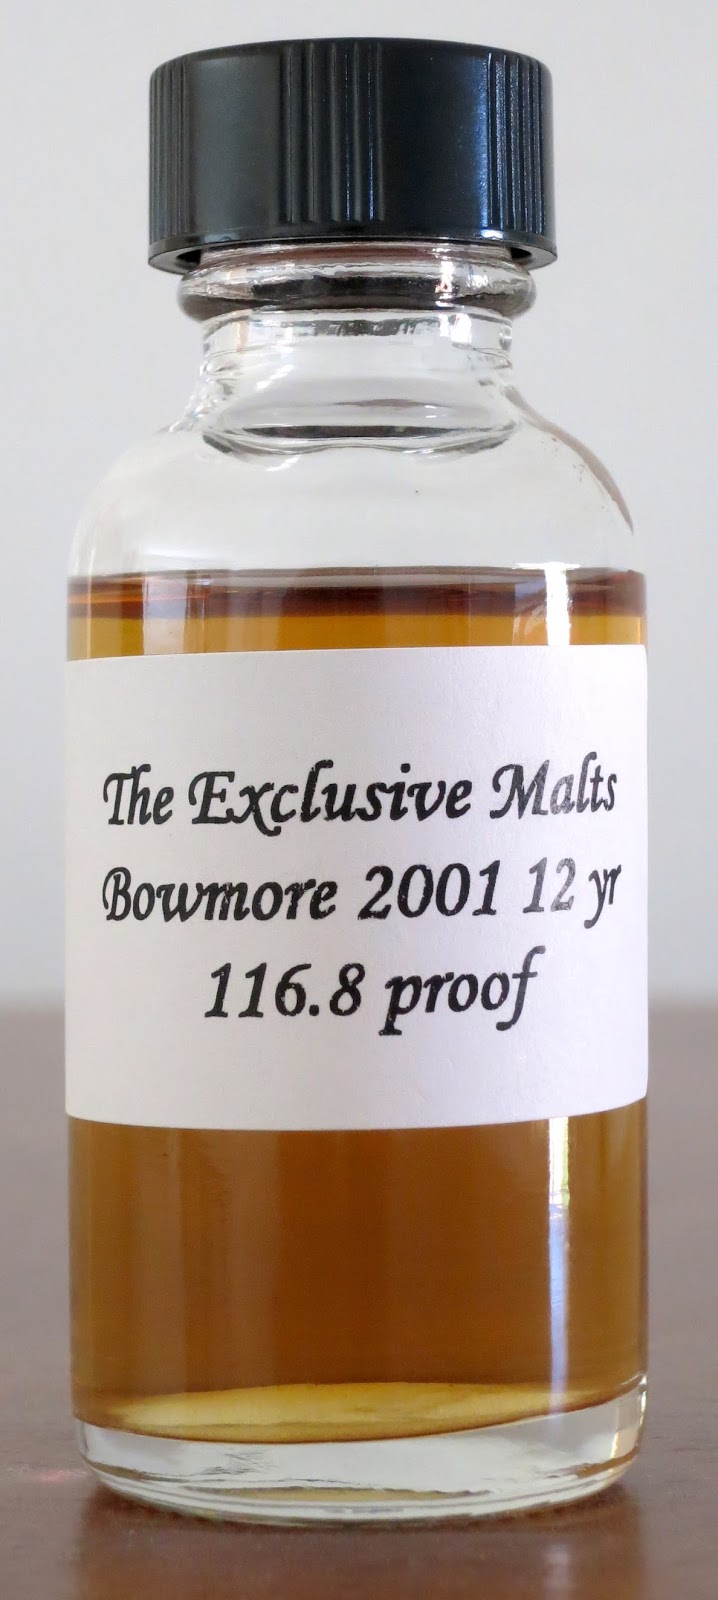 The Exclusive Malts
Bowmore 2001 12 yr
116.8 proof